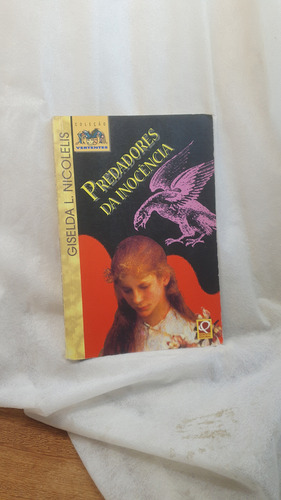 COLEÇÃO
VERTENTES
GISELDA L. NICOLELIS
PREDADORES
DA INOCÊNCIA